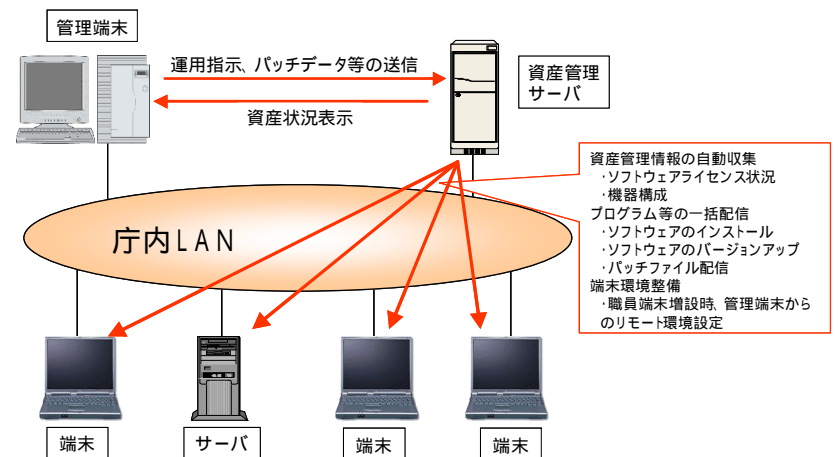 管理端末
運用指示、パッチデータ等の送信
資産状況表示
資産管理
サーバ
資産管理情報の自動収集
・ソフトウェアライセンス状況
・機器構成
プログラム等の一括配信
・ソフトウェアのインストール
・ソフトウェアのバージョンアップ
・パッチファイル配信
端末環境整備
・職員端末増設時、管理端末から
のリモート環境設定
庁内LAN
端末
サーバ
端末
端末